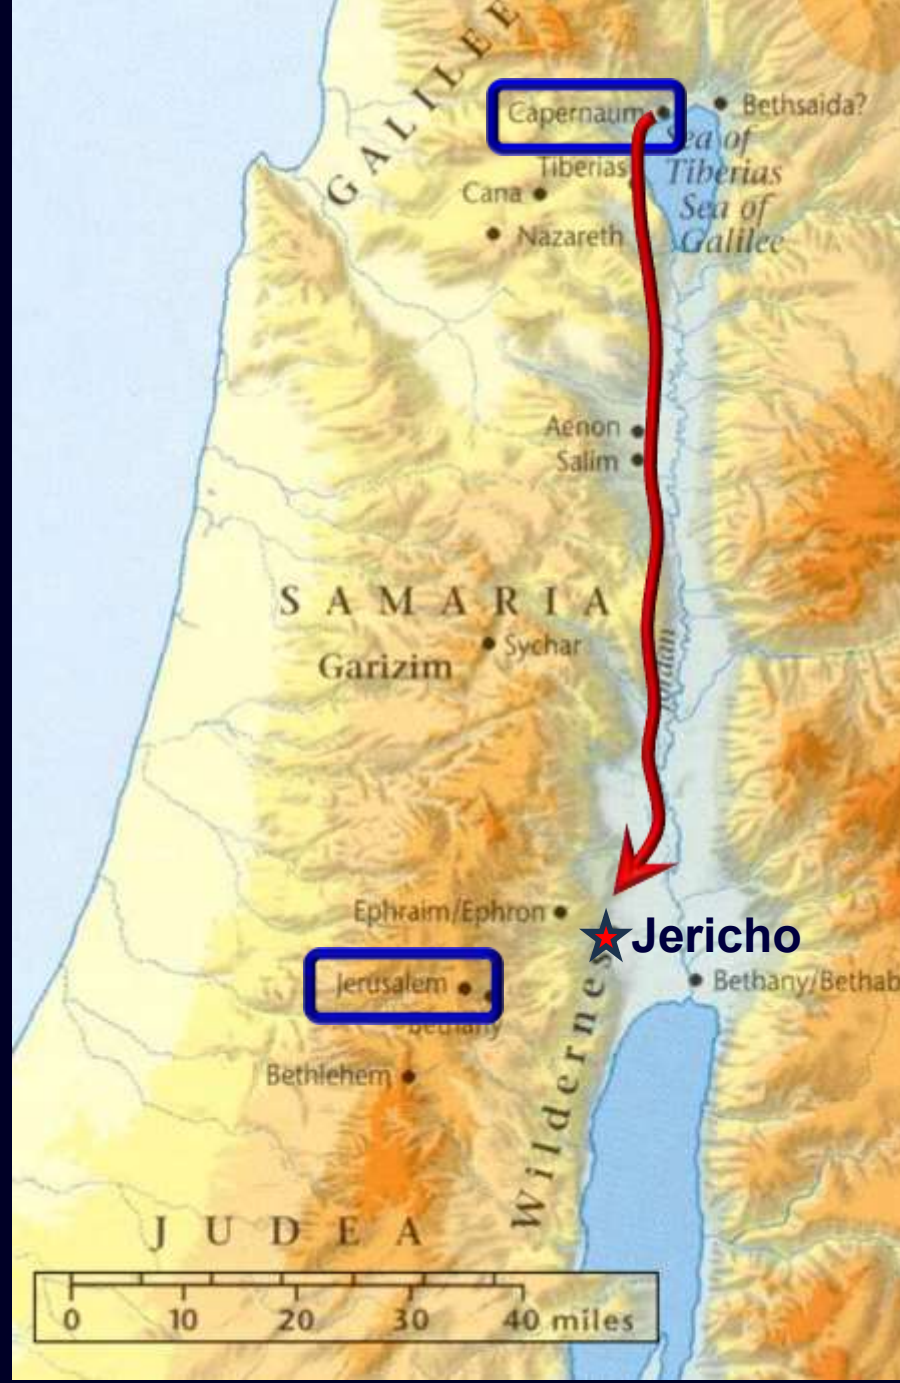 GALILEE
Capernaum
Bethsaida?
Sea of
Tiberias
Sea of
Galilee
Tiberias
Cana
Nazareth
Aenon
Salim
SAMARIA
Sychar
Garizim
Jordan
Ephraim/Ephron
Jericho
Jerusalem
Bethany/Bethab
Bethany
Bethlehem
Wildernes
JUDEA
0 10 20 30 40 miles